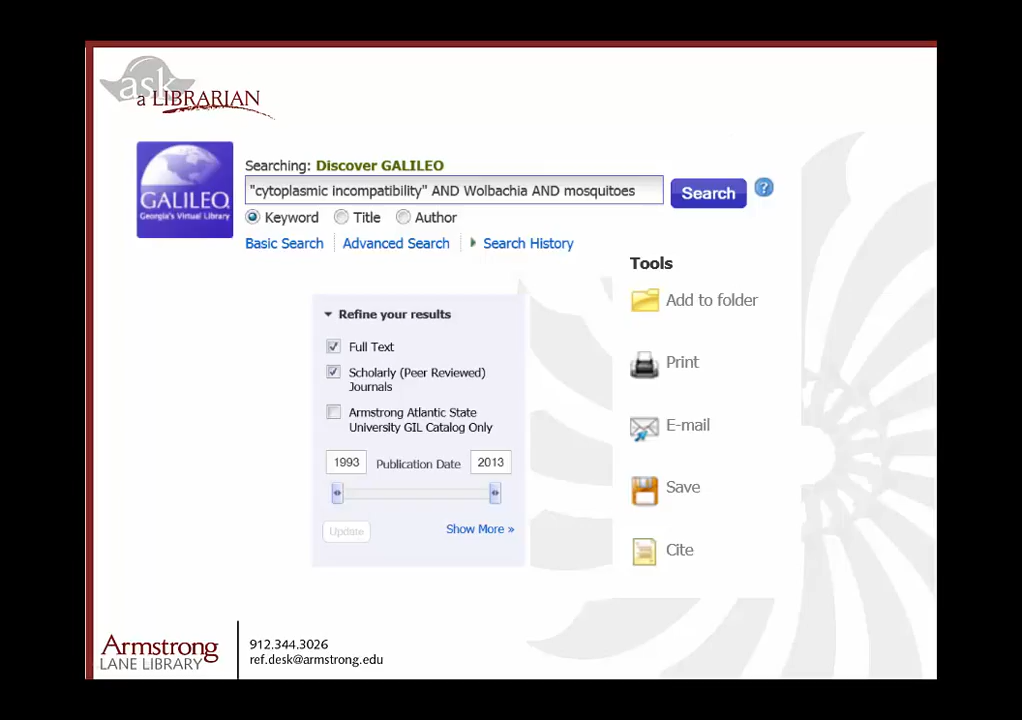 ask
a LIBRARIAN
GALILEO
Georgia's Virtual Library
Searching: Discover GALILEO
"cytoplasmic incompatibility" AND Wolbachia AND mosquitoes
Search
?
Keyword Title Author
Basic Search Advanced Search Search History
Tools
Add to folder
Print
E-mail
Save
Cite
Refine your results
Full Text
Scholarly (Peer Reviewed)
Journals
Armstrong Atlantic State
University GIL Catalog Only
1993 Publication Date 2013
Update Show More »
Armstrong
LANE LIBRARY
912.344.3026
ref.desk@armstrong.edu